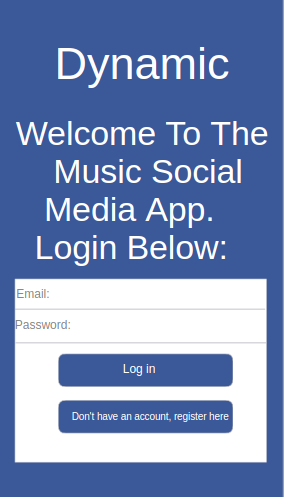 Dynamic
Welcome To The
Music Social
Media App.
Login Below:
Email:
Password:
Log in
Don't have an account, register here